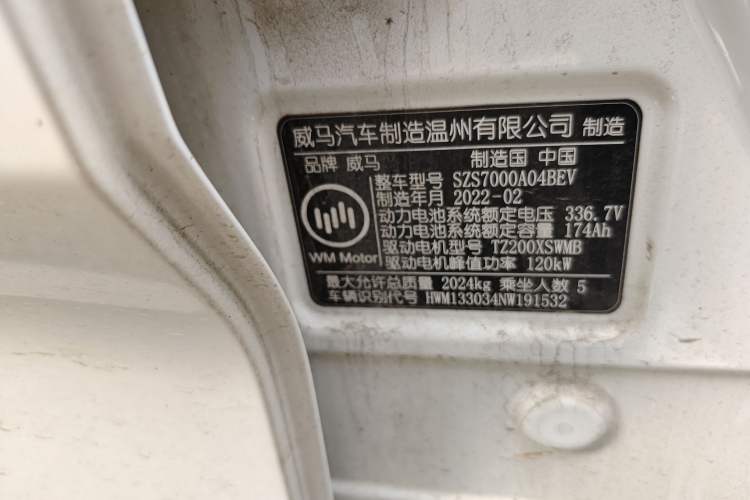 威马汽车制造温州有限公司 制造
品牌 威马 制造国 中国
整车型号 SZS7000A04BEV
制造年月 2022-02
动力电池系统额定电压 336.7V
动力电池系统额定容量 174Ah
驱动电机型号 TZ200XSWMB
驱动电机峰值功率 120kW
WM Motor
最大允许总质量 2024kg 乘坐人数 5
车辆识别代号 HWM133034NW191532